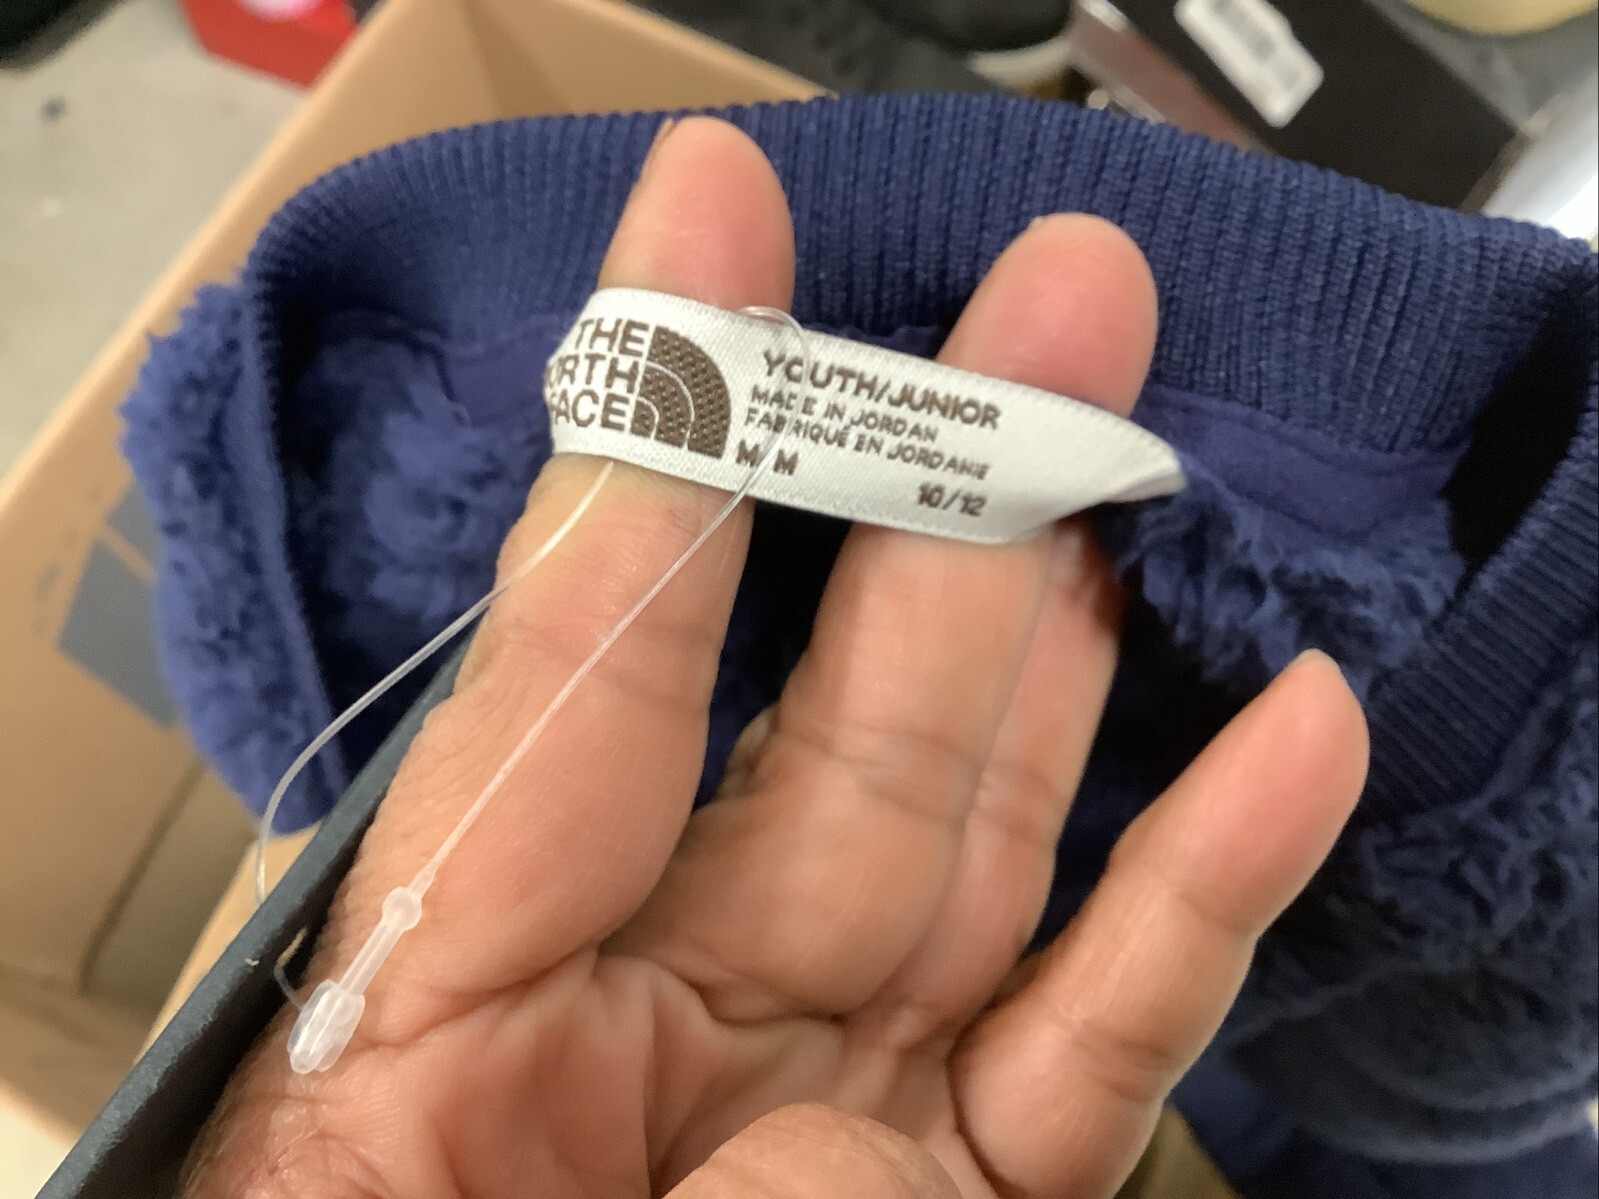 THE
NORTH
FACE
YOUTH/JUNIOR
MADE IN JORDAN
FABRIQUÉ EN JORDANIE
M/M
10/12